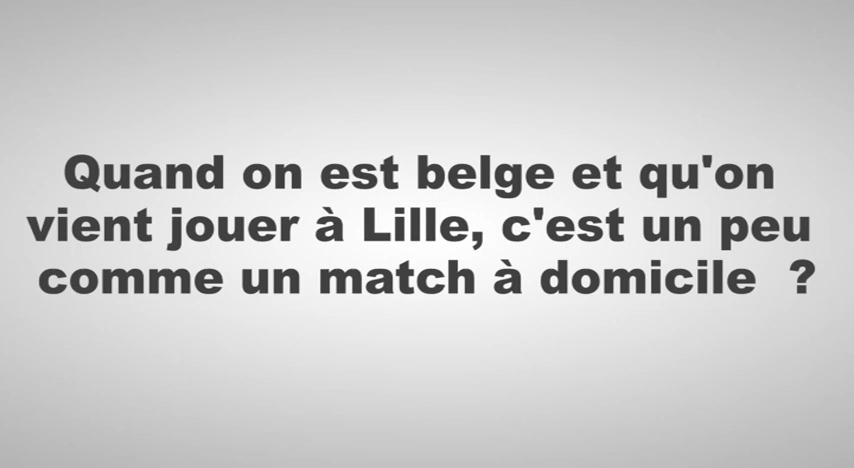 Quand on est belge et qu'on
vient jouer à Lille, c'est un peu
comme un match à domicile  ?